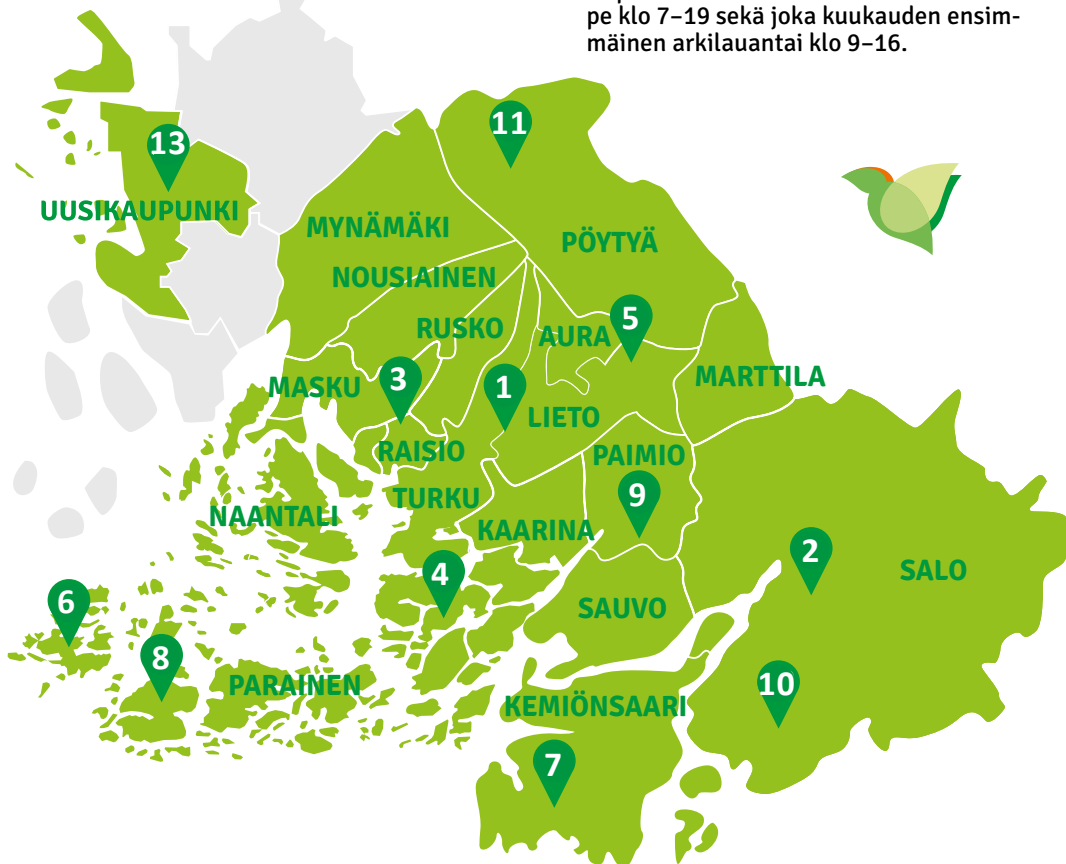 pe klo 7–19 sekä joka kuukauden ensim-
mäinen arkilauantai klo 9–16.
11
13
UUSIKAUPUNKI
MYNÄMÄKI
PÖYTYÄ
NOUSIAINEN
5
RUSKO
AURA
3
1
MASKU
MARTTILA
LIETO
RAISIO
PAIMIO
9
TURKU
NAANTALI
KAARINA
2
4
SALO
6
SAUVO
8
PARAINEN
10
KEMIÖNSAARI
7